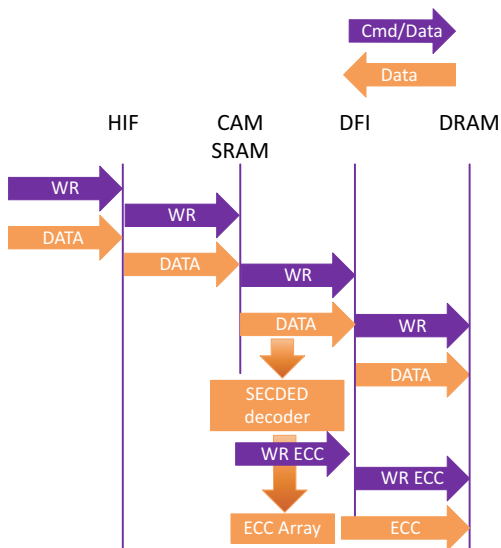 Cmd/Data
Data
HIF
CAM
SRAM
DFI
DRAM
WR
WR
DATA
DATA
WR
DATA
WR
DATA
SECDED
decoder
WR ECC
WR ECC
ECC Array
ECC